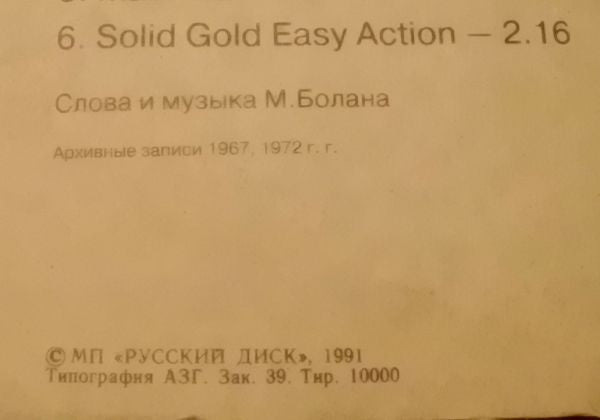 6. Solid Gold Easy Action — 2.16
Слова и музыка М.Болана
Архивные записи 1967, 1972 г. г.
© МП «РУССКИЙ ДИСК», 1991
Типография АЗГ. Зак. 39. Тир. 10000